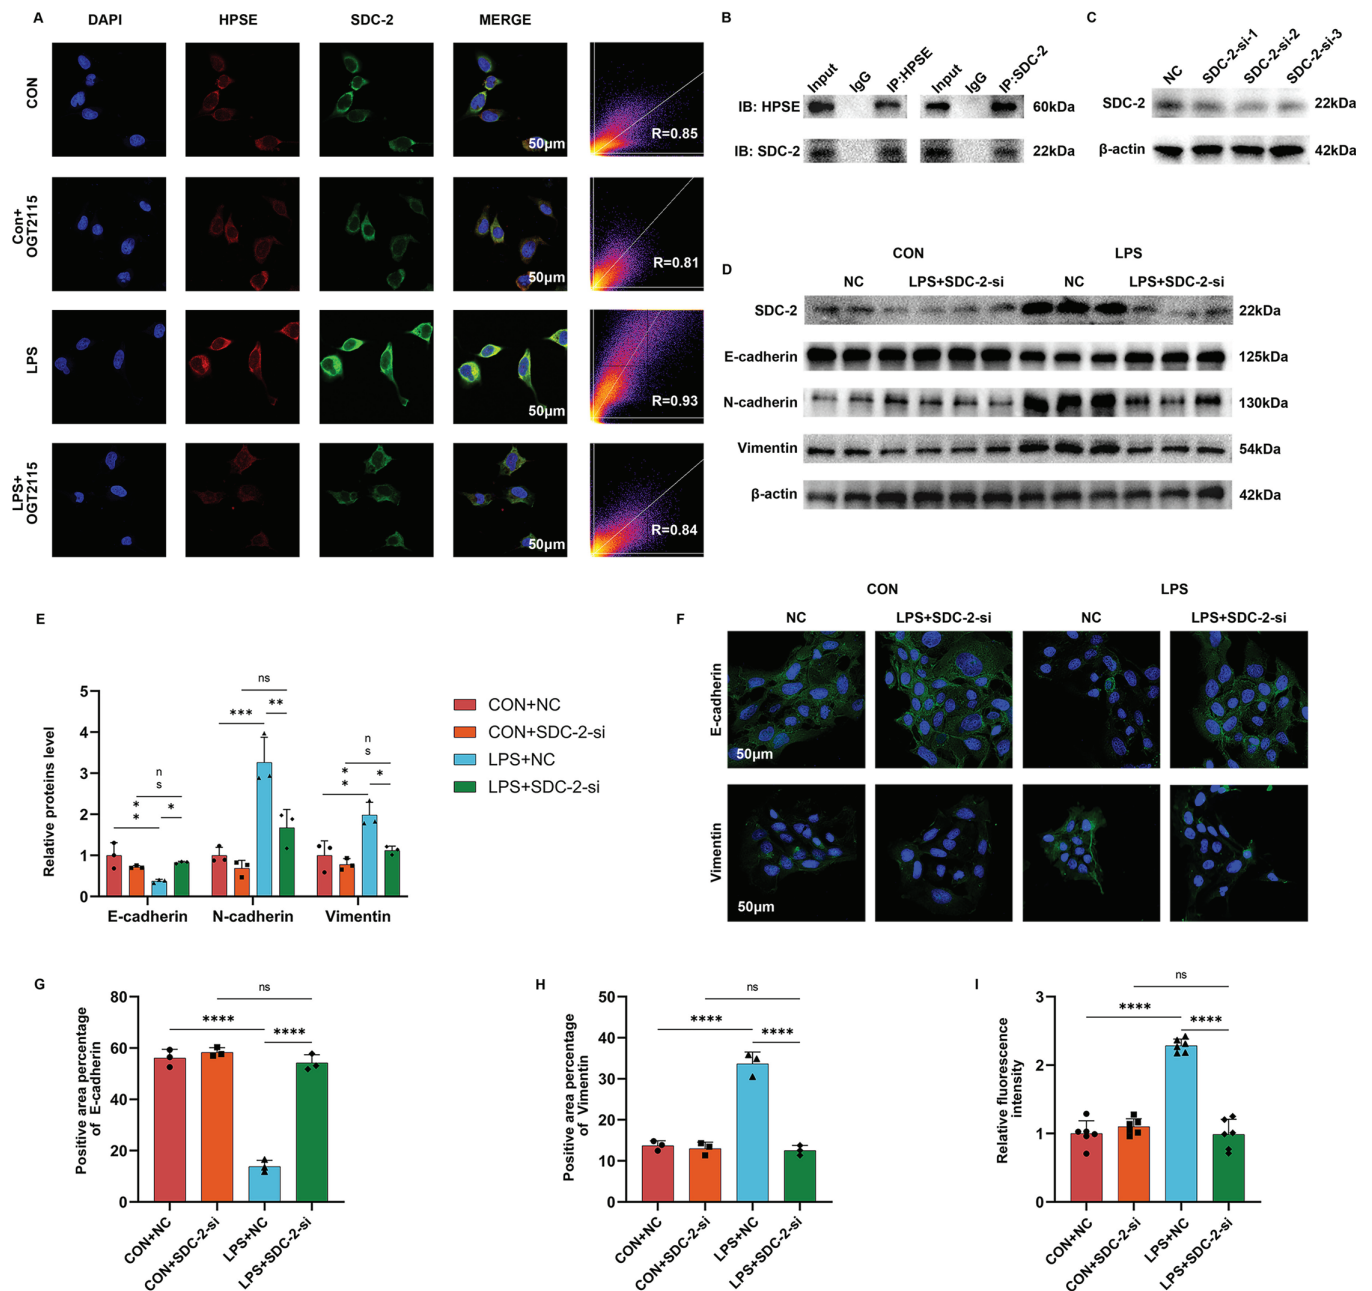 A
DAPI
HPSE
SDC-2
MERGE
CON
50μm
R=0.85
Con+
OGT2115
50μm
R=0.81
LPS
50μm
R=0.93
LPS+
OGT2115
50μm
R=0.84
B
Input
IgG
IP:HPSE
Input
IgG
IP:SDC-2
IB: HPSE
60kDa
IB: SDC-2
22kDa
C
NC
SDC-2-si-1
SDC-2-si-2
SDC-2-si-3
SDC-2
22kDa
β-actin
42kDa
D
CON
LPS
NC
LPS+SDC-2-si
NC
LPS+SDC-2-si
SDC-2
22kDa
E-cadherin
125kDa
N-cadherin
130kDa
Vimentin
54kDa
β-actin
42kDa
E
Relative proteins level
5
4
3
2
1
0
n
s
*
*
*
ns
***
**
n
s
*
*
*
E-cadherin
N-cadherin
Vimentin
CON+NC
CON+SDC-2-si
LPS+NC
LPS+SDC-2-si
F
CON
LPS
NC
LPS+SDC-2-si
NC
LPS+SDC-2-si
E-cadherin
50μm
Vimentin
50μm
G
Positive area percentage
of E-cadherin
80
60
40
20
0
ns
****
****
CON+NC
CON+SDC-2-si
LPS+NC
LPS+SDC-2-si
H
Positive area percentage
of Vimentin
50
40
30
20
10
0
ns
****
****
CON+NC
CON+SDC-2-si
LPS+NC
LPS+SDC-2-si
I
Relative fluorescence
intensity
3
2
1
0
ns
****
****
CON+NC
CON+SDC-2-si
LPS+NC
LPS+SDC-2-si